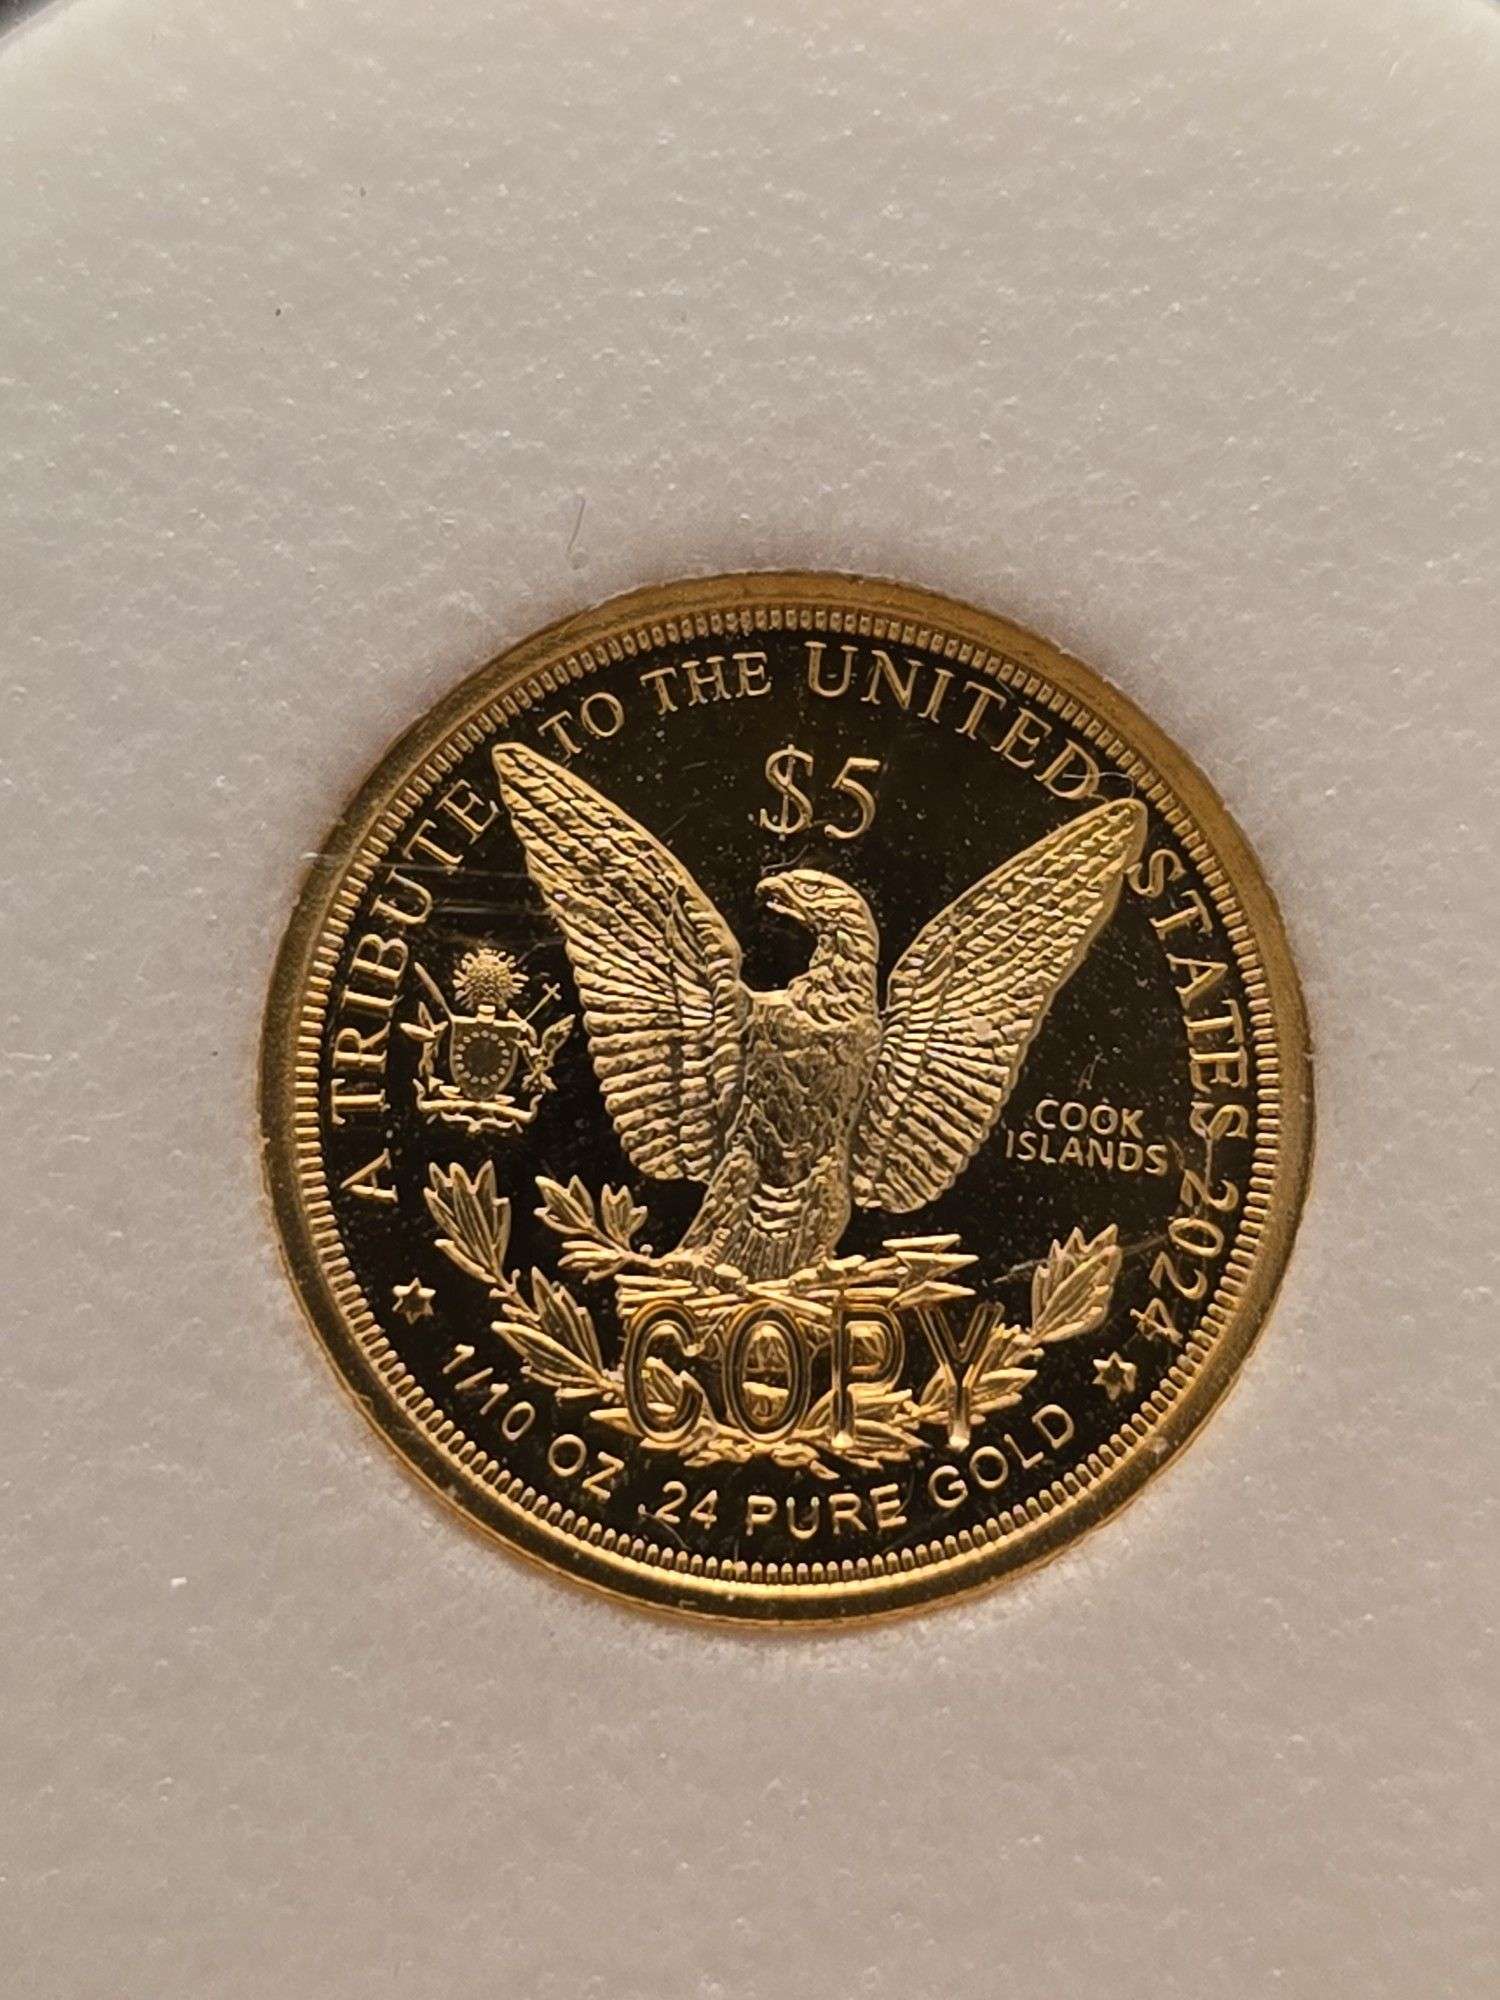 A TRIBUTE TO THE UNITED STATES 2024
$5
COOK
ISLANDS
COPY
1/10 OZ .24 PURE GOLD